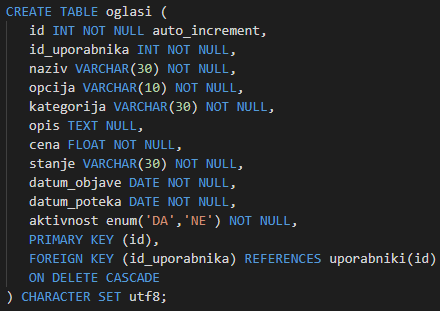 CREATE TABLE oglasi (
id INT NOT NULL auto_increment,
id_uporabnika INT NOT NULL,
naziv VARCHAR(30) NOT NULL,
opcija VARCHAR(10) NOT NULL,
kategorija VARCHAR(30) NOT NULL,
opis TEXT NULL,
cena FLOAT NOT NULL,
stanje VARCHAR(30) NOT NULL,
datum_objave DATE NOT NULL,
datum_poteka DATE NOT NULL,
aktivnost enum('DA','NE') NOT NULL,
PRIMARY KEY (id),
FOREIGN KEY (id_uporabnika) REFERENCES uporabniki(id)
ON DELETE CASCADE
) CHARACTER SET utf8;